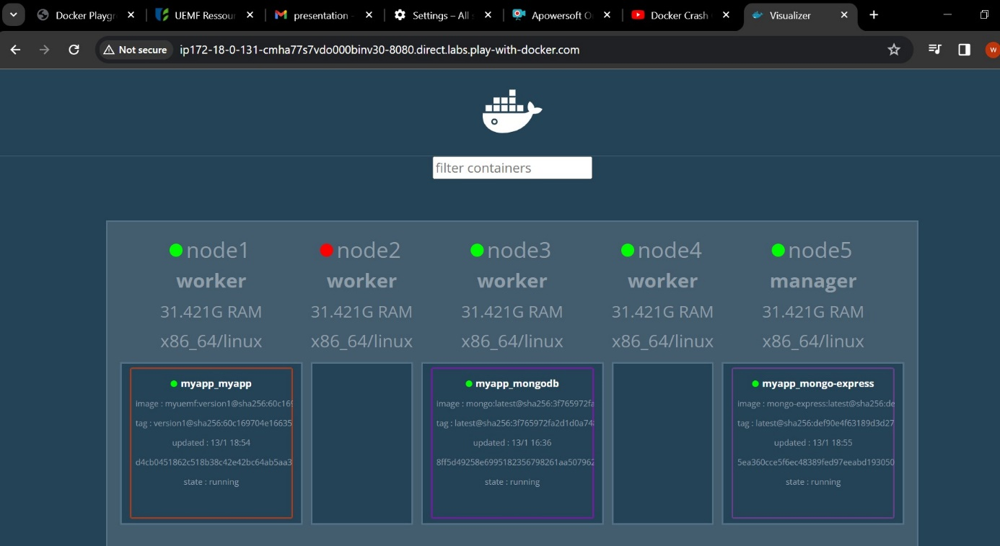 Docker Playgr
UEMF Ressour
presentation -
Settings – All s
Apowersoft O
Docker Crash
Visualizer
Not secure
ip172-18-0-131-cmha77s7vdo000binv30-8080.direct.labs.play-with-docker.com
W
filter containers
node1 node2 node3 node4 node5
worker worker worker worker manager
31.421G RAM 31.421G RAM 31.421G RAM 31.421G RAM 31.421G RAM
x86_64/linux x86_64/linux x86_64/linux x86_64/linux x86_64/linux
myapp_myapp
image : myuemf:version1@sha256:60c169
tag : version1@sha256:60c169704e16635
updated : 13/1 18:54
d4cb0451862c518b38c42e42bc64ab5aa3
state : running
myapp_mongodb
image : mongo:latest@sha256:3f765972fa
tag : latest@sha256:3f765972fa2d1d0a74
updated : 13/1 16:36
8ff5d49258e6995182356798261aa507962
state : running
myapp_mongo-express
image : mongo-express:latest@sha256:de
tag : latest@sha256:def90e4f63189d3d27
updated : 13/1 18:55
5ea360cce5f6ec48389fed97eeabd193050
state : running